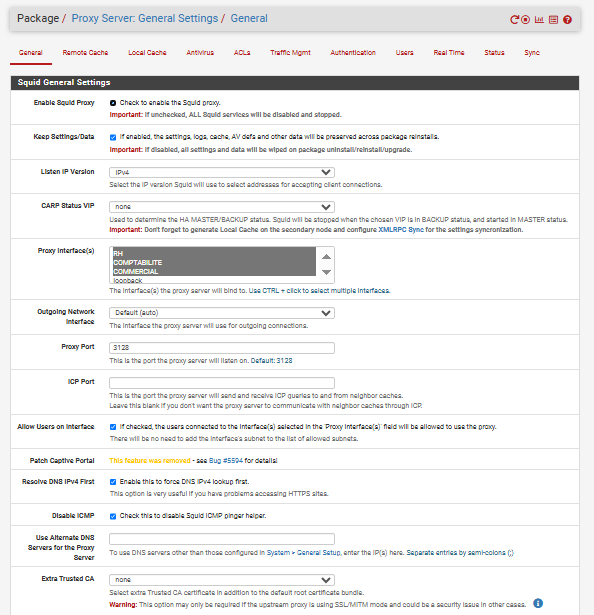 Package / Proxy Server: General Settings / General
General Remote Cache Local Cache Antivirus ACLs Traffic Mgmt Authentication Users Real Time Status Sync
Squid General Settings
Enable Squid Proxy
Check to enable the Squid proxy.
Important: If unchecked, ALL Squid services will be disabled and stopped.
Keep Settings/Data
If enabled, the settings, logs, cache, AV defs and other data will be preserved across package reinstalls.
Important: If disabled, all settings and data will be wiped on package uninstall/reinstall/upgrade.
Listen IP Version
IPv4
Select the IP version Squid will use to select addresses for accepting client connections.
CARP Status VIP
none
Used to determine the HA MASTER/BACKUP status. Squid will be stopped when the chosen VIP is in BACKUP status, and started in MASTER status.
Important: Don't forget to generate Local Cache on the secondary node and configure XMLRPC Sync for the settings syncronization.
Proxy Interface(s)
RH
COMPTABILITE
COMMERCIAL
loopback
The interface(s) the proxy server will bind to. Use CTRL + click to select multiple interfaces.
Outgoing Network
Interface
Default (auto)
The interface the proxy server will use for outgoing connections.
Proxy Port
3128
This is the port the proxy server will listen on. Default: 3128
ICP Port
This is the port the proxy server will send and receive ICP queries to and from neighbor caches.
Leave this blank if you don't want the proxy server to communicate with neighbor caches through ICP.
Allow Users on Interface
If checked, the users connected to the interface(s) selected in the 'Proxy interface(s)' field will be allowed to use the proxy.
There will be no need to add the interface's subnet to the list of allowed subnets.
Patch Captive Portal
This feature was removed - see Bug #5594 for details!
Resolve DNS IPv4 First
Enable this to force DNS IPv4 lookup first.
This option is very useful if you have problems accessing HTTPS sites.
Disable ICMP
Check this to disable Squid ICMP pinger helper.
Use Alternate DNS
Servers for the Proxy
Server
To use DNS servers other than those configured in System > General Setup, enter the IP(s) here. Separate entries by semi-colons (;)
Extra Trusted CA
none
Select extra Trusted CA certificate in addition to the default root certificate bundle.
Warning: This option may only be required if the upstream proxy is using SSL/MITM mode and could be a security issue in other cases.